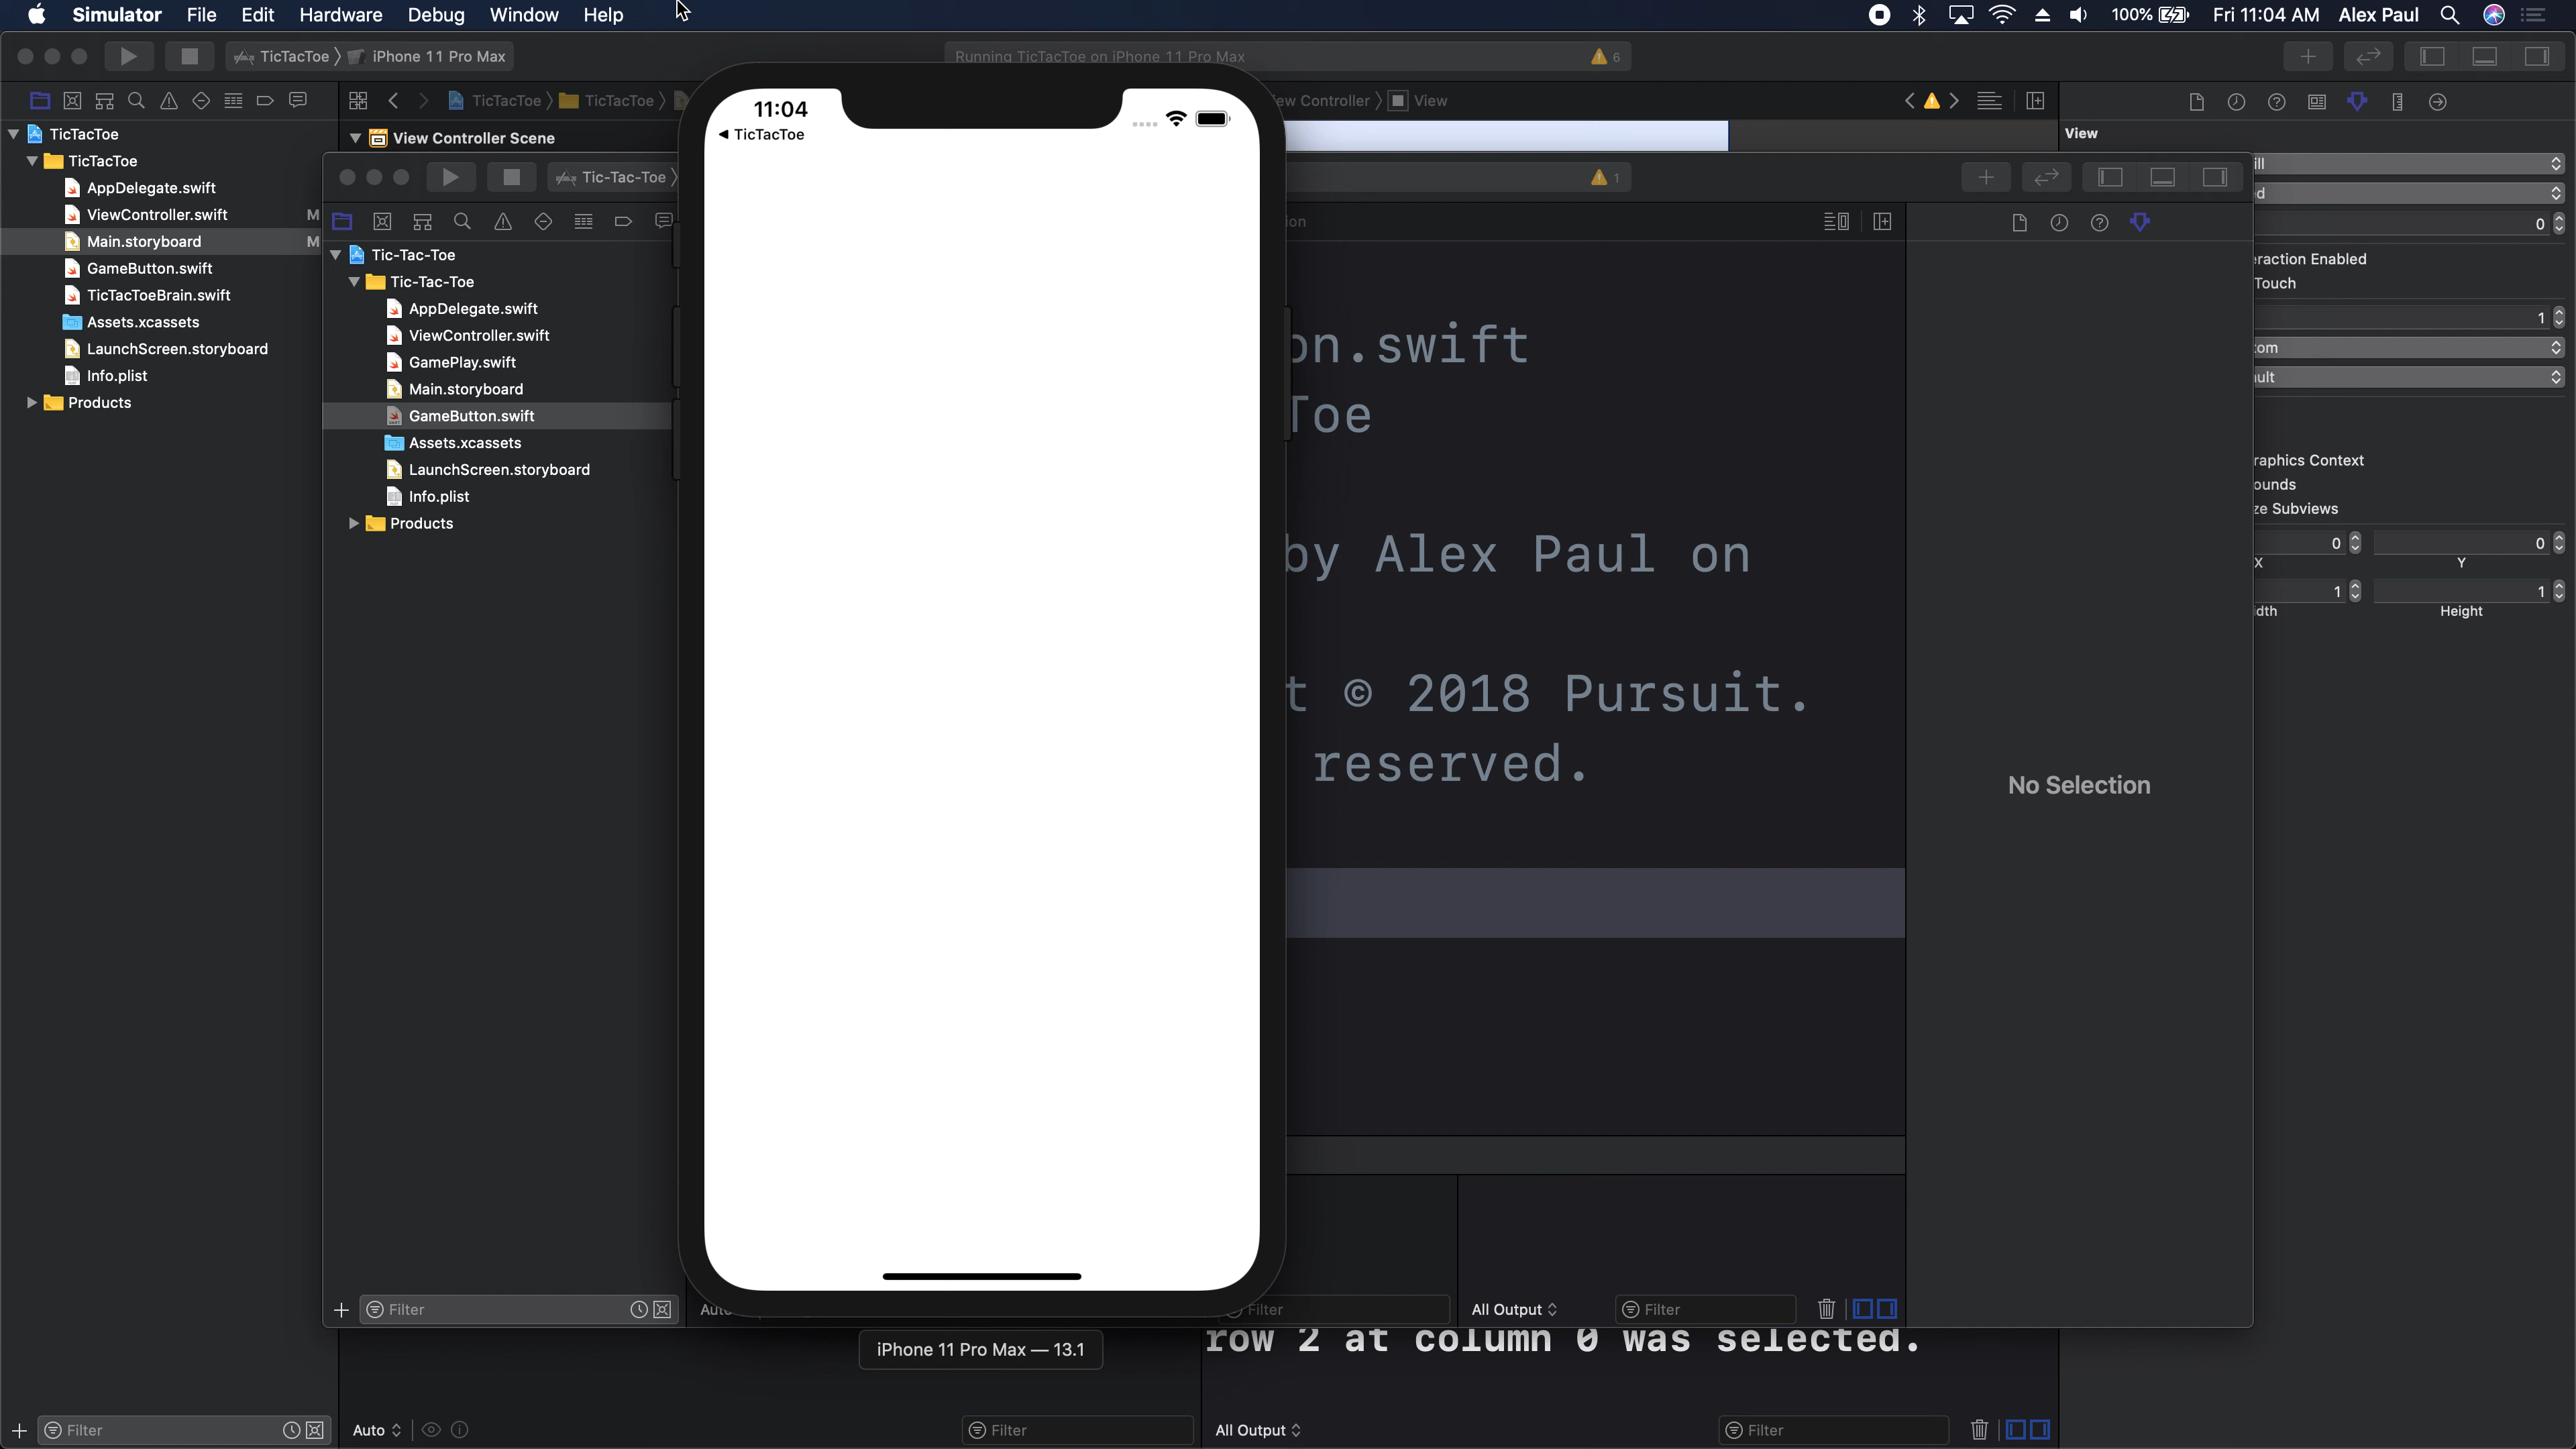 Simulator File Edit Hardware Debug Window Help
100% Fri 11:04 AM Alex Paul
TicTacToe iPhone 11 Pro Max
Running TicTacToe on iPhone 11 Pro Max
6
TicTacToe TicTacToe
Controller View
View
TicTacToe
TicTacToe
AppDelegate.swift
ViewController.swift M
Main.storyboard M
GameButton.swift
TicTacToeBrain.swift
Assets.xcassets
LaunchScreen.storyboard
Info.plist
Products
View Controller Scene
Tic-Tac-Toe
1
Tic-Tac-Toe
Tic-Tac-Toe
AppDelegate.swift
ViewController.swift
GamePlay.swift
Main.storyboard
GameButton.swift
Assets.xcassets
LaunchScreen.storyboard
Info.plist
Products
11:04
TicTacToe
on.swift
Toe
by Alex Paul on
t © 2018 Pursuit.
reserved.
No Selection
0
eraction Enabled
Touch
1
raphics Context
ounds
ze Subviews
0 0
X Y
1 1
idth Height
Filter
Auto
Filter
All Output
Filter
iPhone 11 Pro Max — 13.1
row 2 at column 0 was selected.
Filter
Auto
Filter
All Output
Filter